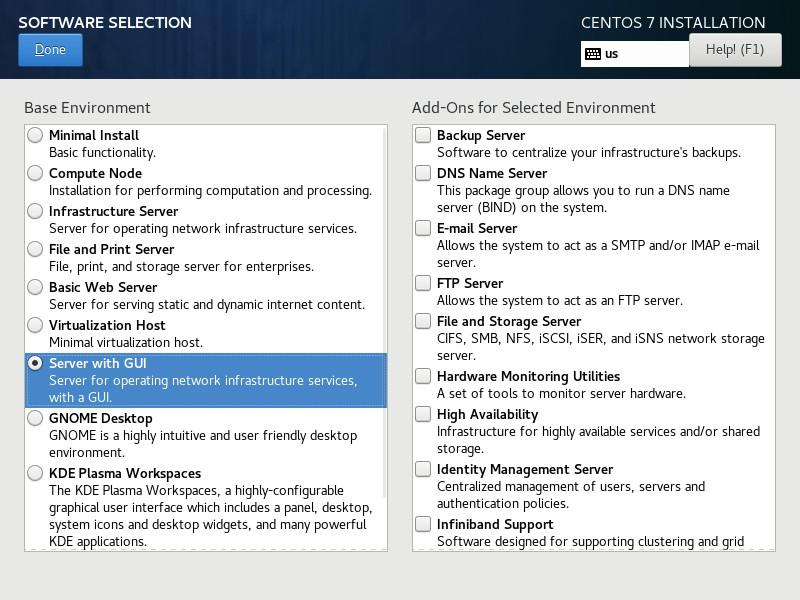 SOFTWARE SELECTION
CENTOS 7 INSTALLATION
Done
us
Help! (F1)
Base Environment
Minimal Install
Basic functionality.
Compute Node
Installation for performing computation and processing.
Infrastructure Server
Server for operating network infrastructure services.
File and Print Server
File, print, and storage server for enterprises.
Basic Web Server
Server for serving static and dynamic internet content.
Virtualization Host
Minimal virtualization host.
Server with GUI
Server for operating network infrastructure services,
with a GUI.
GNOME Desktop
GNOME is a highly intuitive and user friendly desktop
environment.
KDE Plasma Workspaces
The KDE Plasma Workspaces, a highly-configurable
graphical user interface which includes a panel, desktop,
system icons and desktop widgets, and many powerful
KDE applications.
Add-Ons for Selected Environment
Backup Server
Software to centralize your infrastructure's backups.
DNS Name Server
This package group allows you to run a DNS name
server (BIND) on the system.
E-mail Server
Allows the system to act as a SMTP and/or IMAP e-mail
server.
FTP Server
Allows the system to act as an FTP server.
File and Storage Server
CIFS, SMB, NFS, iSCSI, iSER, and iSNS network storage
server.
Hardware Monitoring Utilities
A set of tools to monitor server hardware.
High Availability
Infrastructure for highly available services and/or shared
storage.
Identity Management Server
Centralized management of users, servers and
authentication policies.
Infiniband Support
Software designed for supporting clustering and grid